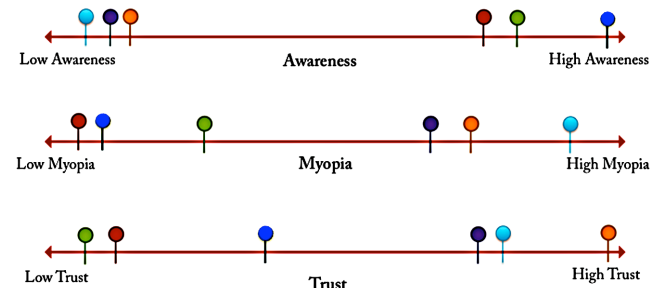 Low Awareness
Awareness
High Awareness
Low Myopia
Myopia
High Myopia
Low Trust
Trust
High Trust